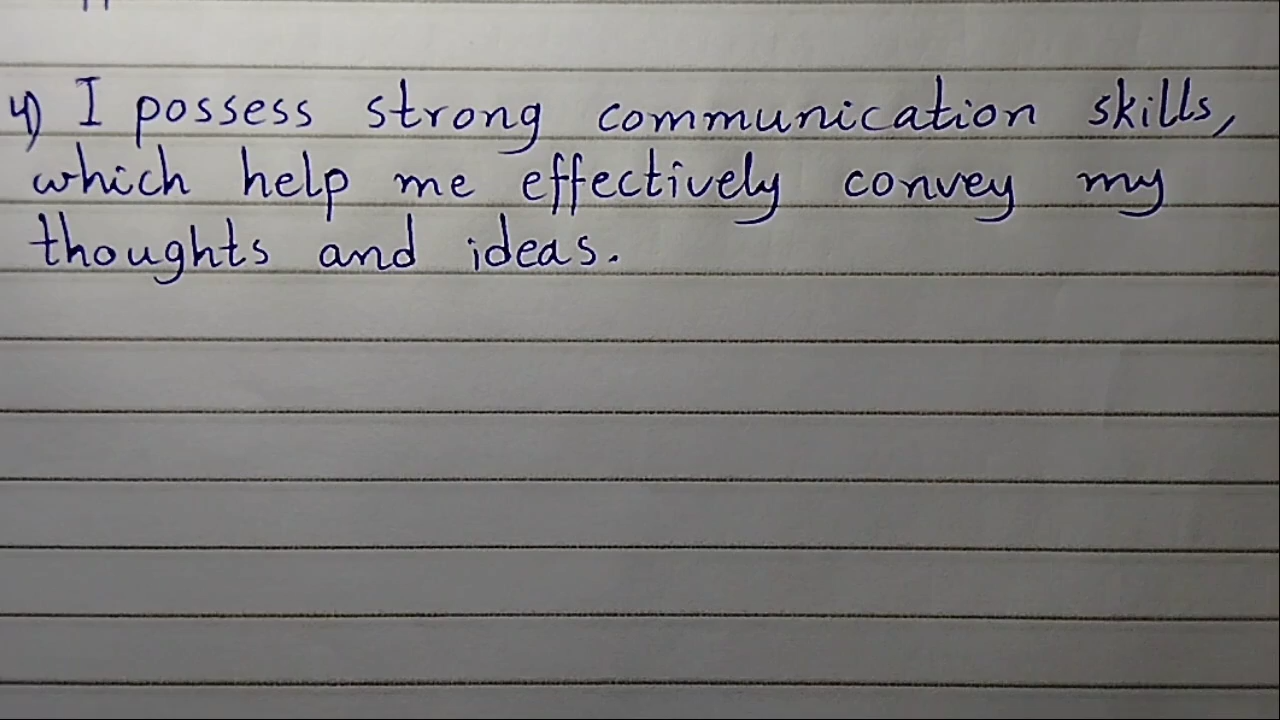 4) I possess strong communication skills,
which help me effectively convey my
thoughts and ideas.